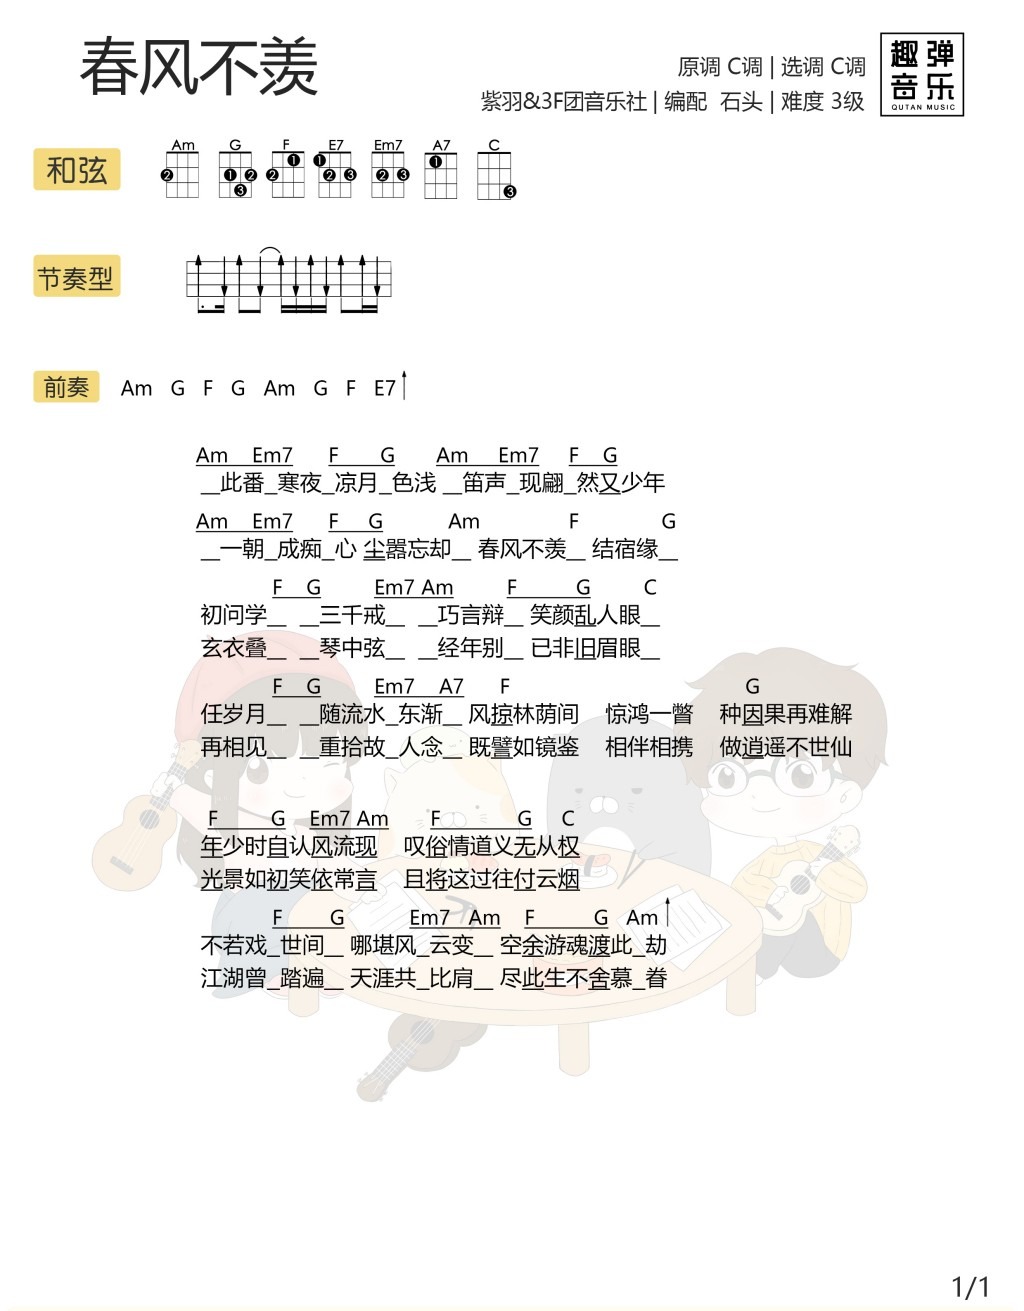 春风不羡
原调 C调 | 选调 C调
紫羽&3F团音乐社 | 编配 石头 | 难度 3级
趣弹
音乐
QUTAN MUSIC
和弦
Am G F E7 Em7 A7 C
2 1 2 3 2 1 1 2 3 2 3 1 3
节奏型
前奏 Am G F G Am G F E7
Am Em7 F G Am Em7 F G
__此番_寒夜_凉月_色浅 __笛声_现翩_然又少年
Am Em7 F G Am F G
__一朝_成痴_心 尘嚣忘却__ 春风不羡__ 结宿缘__
F G Em7 Am F G C
初问学__ __三千戒__ __巧言辩__ 笑颜乱人眼__
玄衣叠__ __琴中弦__ __经年别__ 已非旧眉眼__
F G Em7 A7 F G
任岁月__ __随流水_东渐__ 风掠林荫间 惊鸿一瞥 种因果再难解
再相见__ __重拾故_人念__ 既譬如镜鉴 相伴相携 做逍遥不世仙
F G Em7 Am F G C
年少时自认风流现 叹俗情道义无从权
光景如初笑依常言 且将这过往付云烟
F G Em7 Am F G Am
不若戏_世间__ 哪堪风_云变__ 空余游魂渡此_劫
江湖曾_踏遍__ 天涯共_比肩__ 尽此生不舍慕_眷
1/1